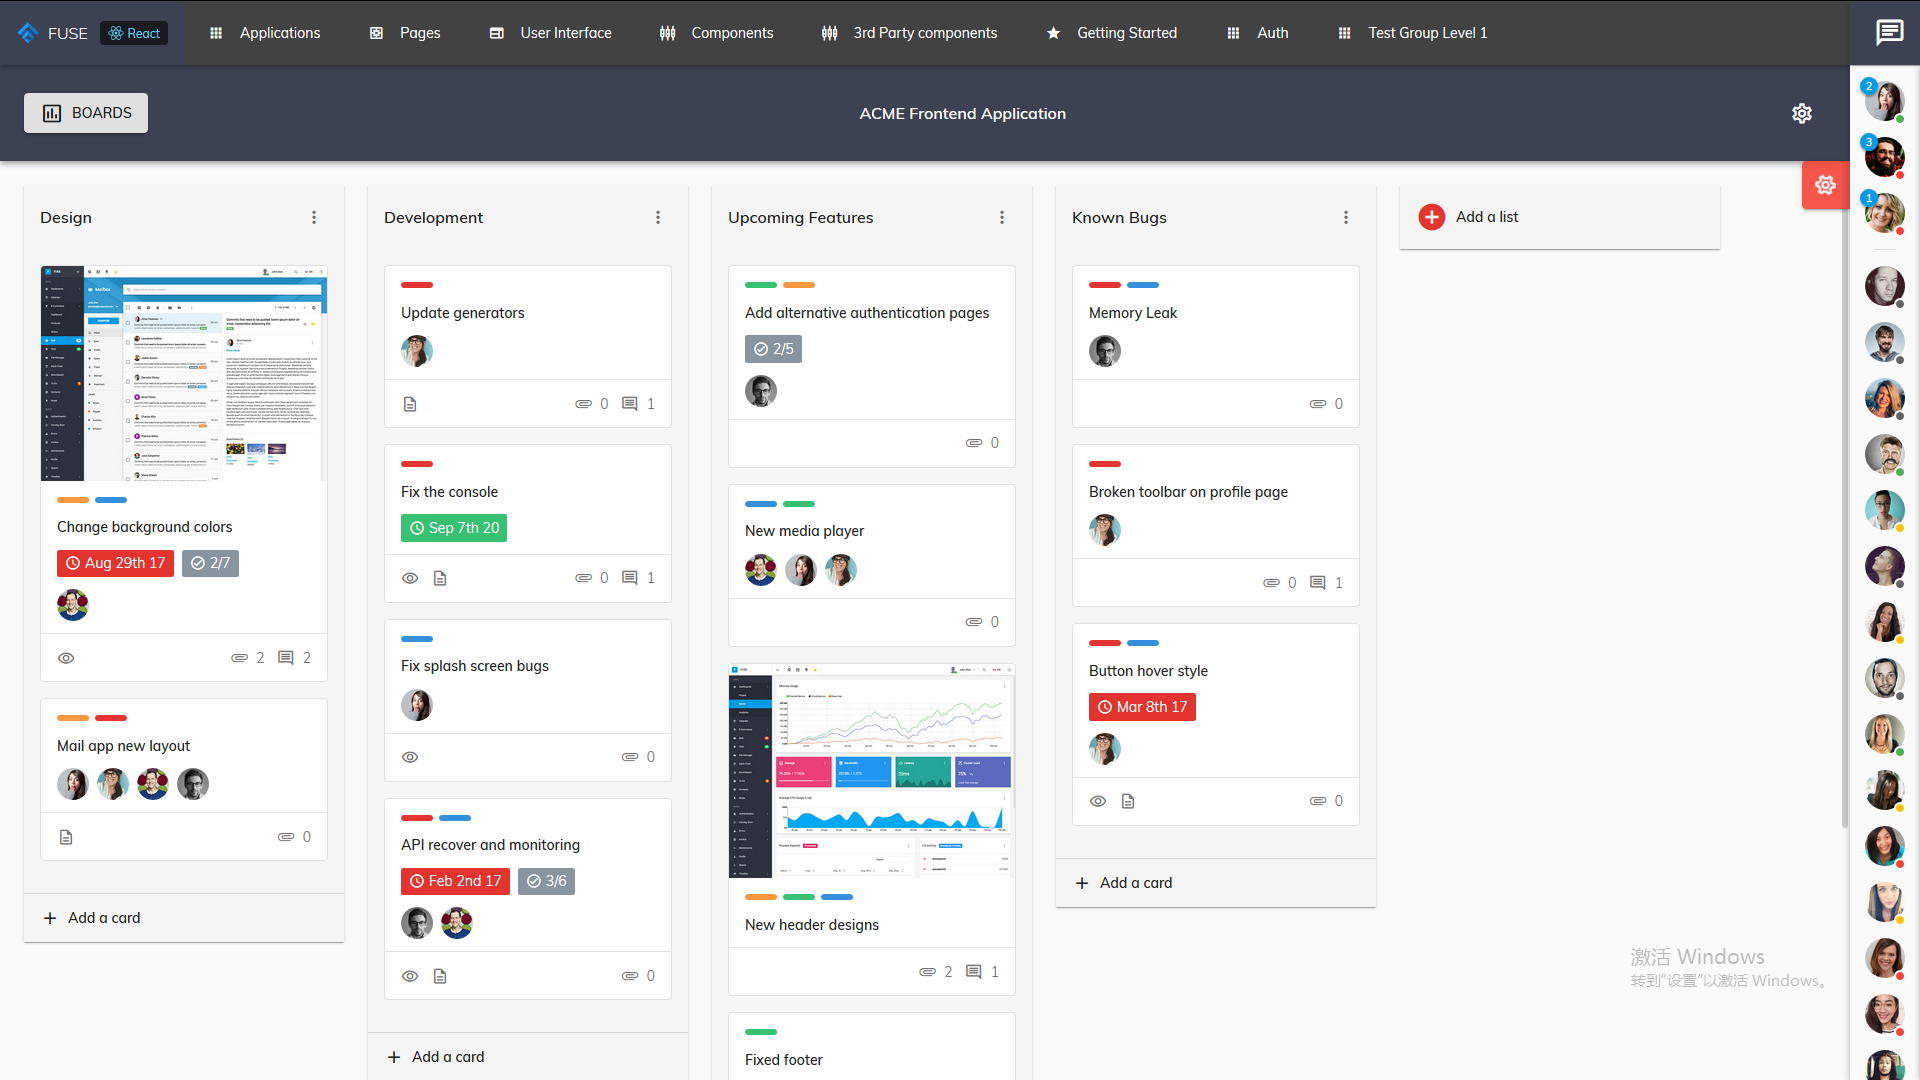 FUSE
React
Applications
Pages
User Interface
Components
3rd Party components
Getting Started
Auth
Test Group Level 1
BOARDS
ACME Frontend Application
2
3
1
Design
Change background colors
Aug 29th 17
2/7
2
2
Mail app new layout
0
Add a card
Development
Update generators
0
1
Fix the console
Sep 7th 20
0
1
Fix splash screen bugs
0
API recover and monitoring
Feb 2nd 17
3/6
0
Add a card
Upcoming Features
Add alternative authentication pages
2/5
0
New media player
0
New header designs
2
1
Fixed footer
Known Bugs
Memory Leak
0
Broken toolbar on profile page
0
1
Button hover style
Mar 8th 17
0
Add a card
Add a list
激活 Windows
转到“设置”以激活 Windows。